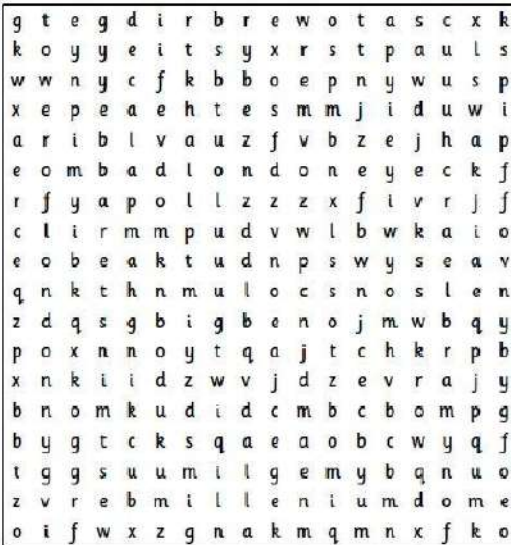 g t e g d i r b r e w o t a s c x k
k o y y e i t s y x r s t p a u l s
w w n y c f k b b o e p n y w u s p
x e p e a e h t e s m m j i d u w i
a r i b l v a u z f v b z e j h a p
e o m b a d l o n d o n e y e c k f
r f y a p o l l z z z x f i v r j f
c l i r m m p u d v w l b w k a i o
e o b e a k t u d n p s w y s e a v
q n k t h n m u l o c s n o s l e n
z d q s g b i g b e n o j m w b q y
p o x n n o y t q a j t c h k r p b
x n k i i d z w v j d z e v r a j y
b n o m k u d i d c m b c b o m p g
b y g t c k s q a e a o b c w y q f
t g g s u u m i l g e m y b q n u o
z v r e b m i l l e n i u m d o m e
o i f w x z g n a k m q m n x f k o